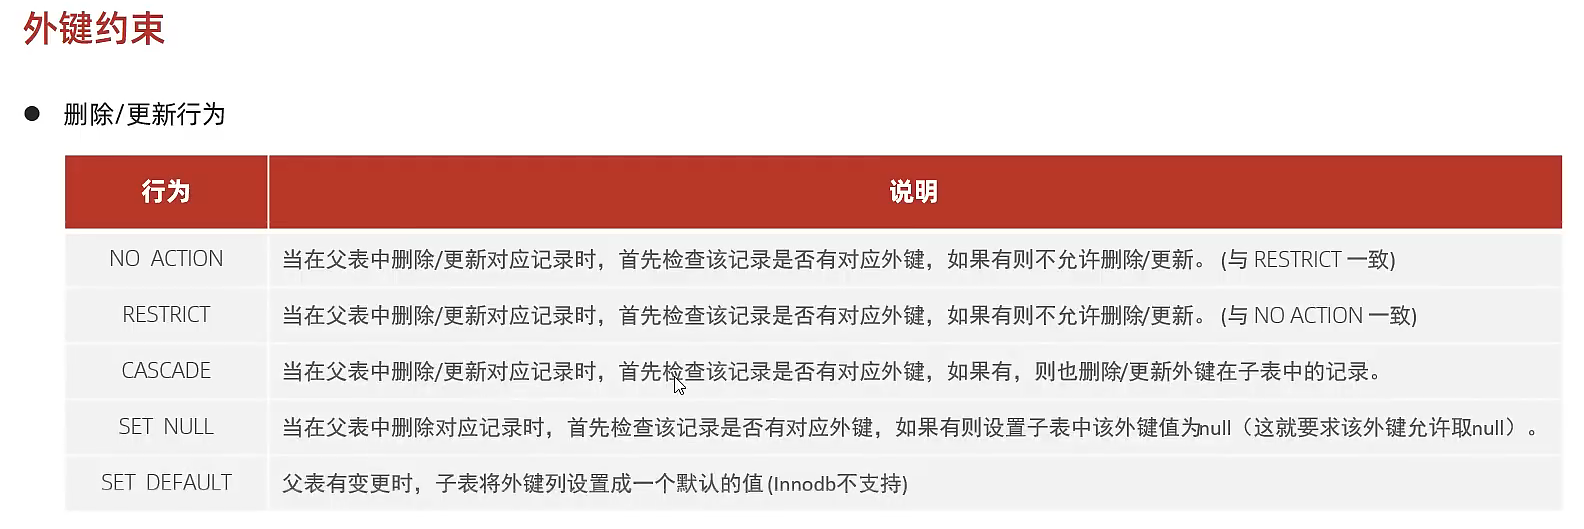 外键约束
● 删除/更新行为
行为 说明
NO ACTION 当在父表中删除/更新对应记录时，首先检查该记录是否有对应外键，如果有则不允许删除/更新。 (与 RESTRICT 一致)
RESTRICT 当在父表中删除/更新对应记录时，首先检查该记录是否有对应外键，如果有则不允许删除/更新。 (与 NO ACTION 一致)
CASCADE 当在父表中删除/更新对应记录时，首先检查该记录是否有对应外键，如果有，则也删除/更新外键在子表中的记录。
SET NULL 当在父表中删除对应记录时，首先检查该记录是否有对应外键，如果有则设置子表中该外键值为null（这就要求该外键允许取null）。
SET DEFAULT 父表有变更时，子表将外键列设置成一个默认的值 (Innodb不支持)